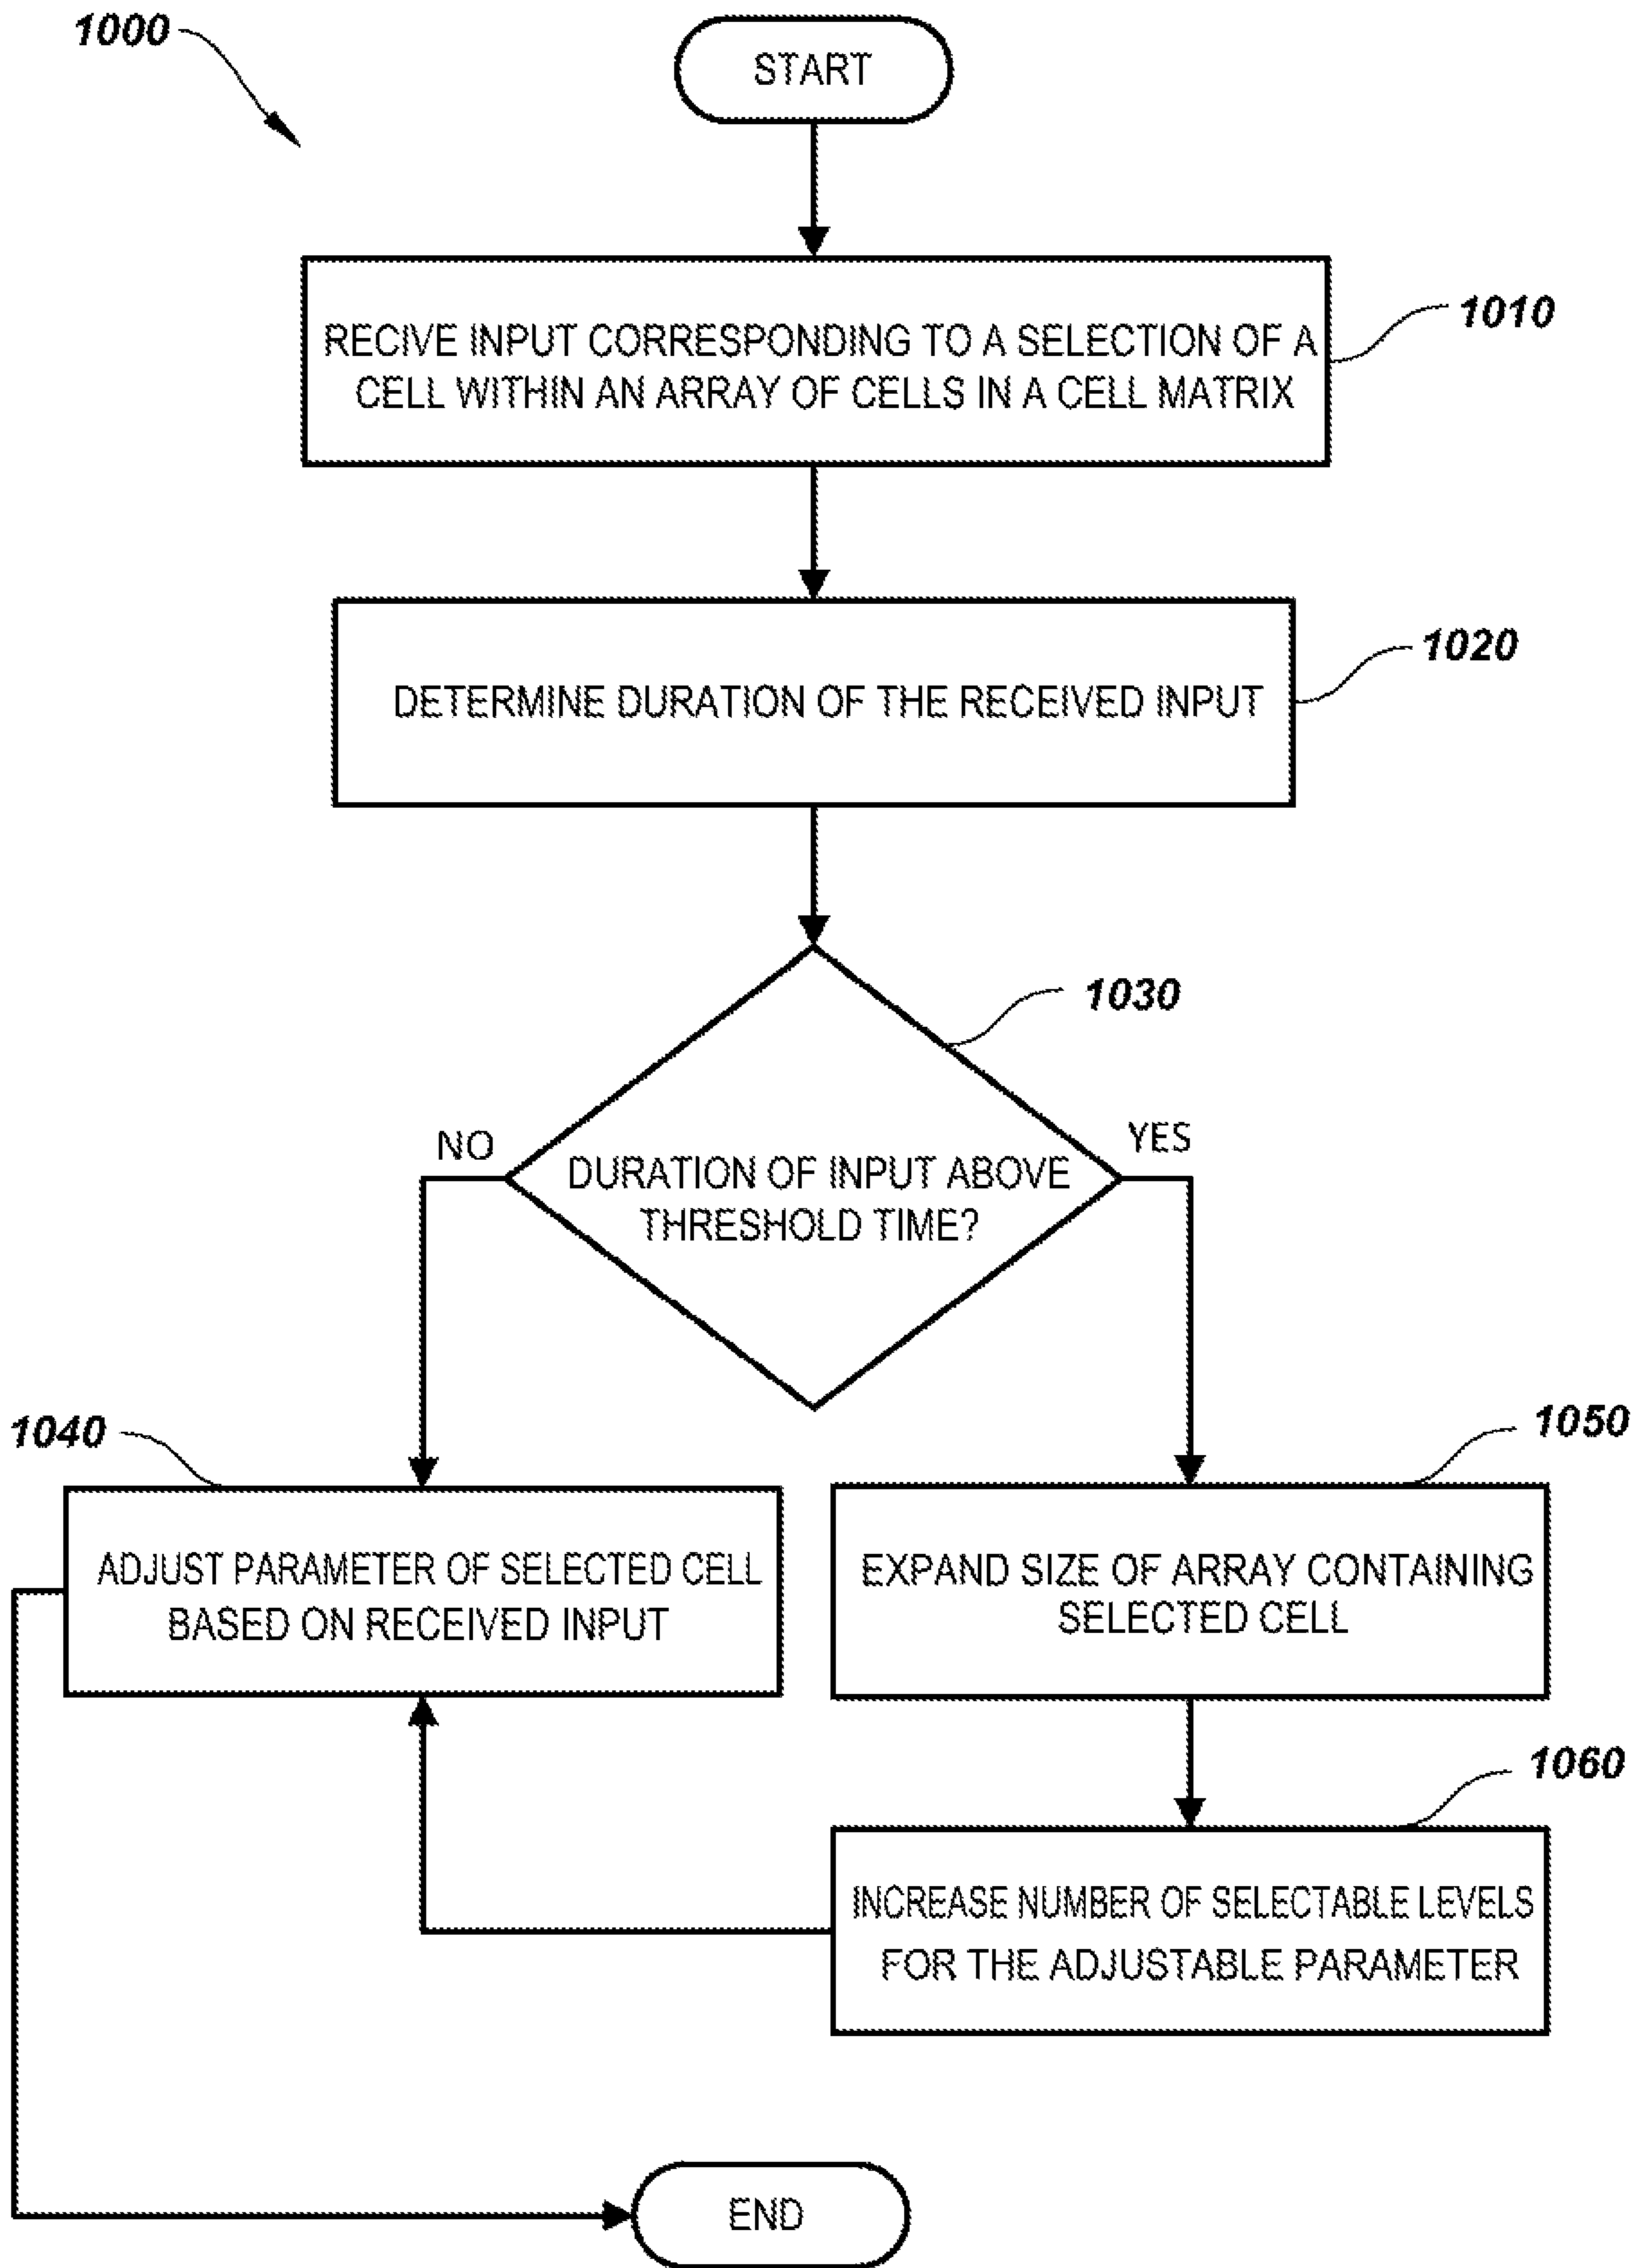 1000
START
RECIVE INPUT CORRESPONDING TO A SELECTION OF A
CELL WITHIN AN ARRAY OF CELLS IN A CELL MATRIX
1010
DETERMINE DURATION OF THE RECEIVED INPUT
1020
1030
NO
YES
DURATION OF INPUT ABOVE
THRESHOLD TIME?
1040
ADJUST PARAMETER OF SELECTED CELL
BASED ON RECEIVED INPUT
1050
EXPAND SIZE OF ARRAY CONTAINING
SELECTED CELL
1060
INCREASE NUMBER OF SELECTABLE LEVELS
FOR THE ADJUSTABLE PARAMETER
END